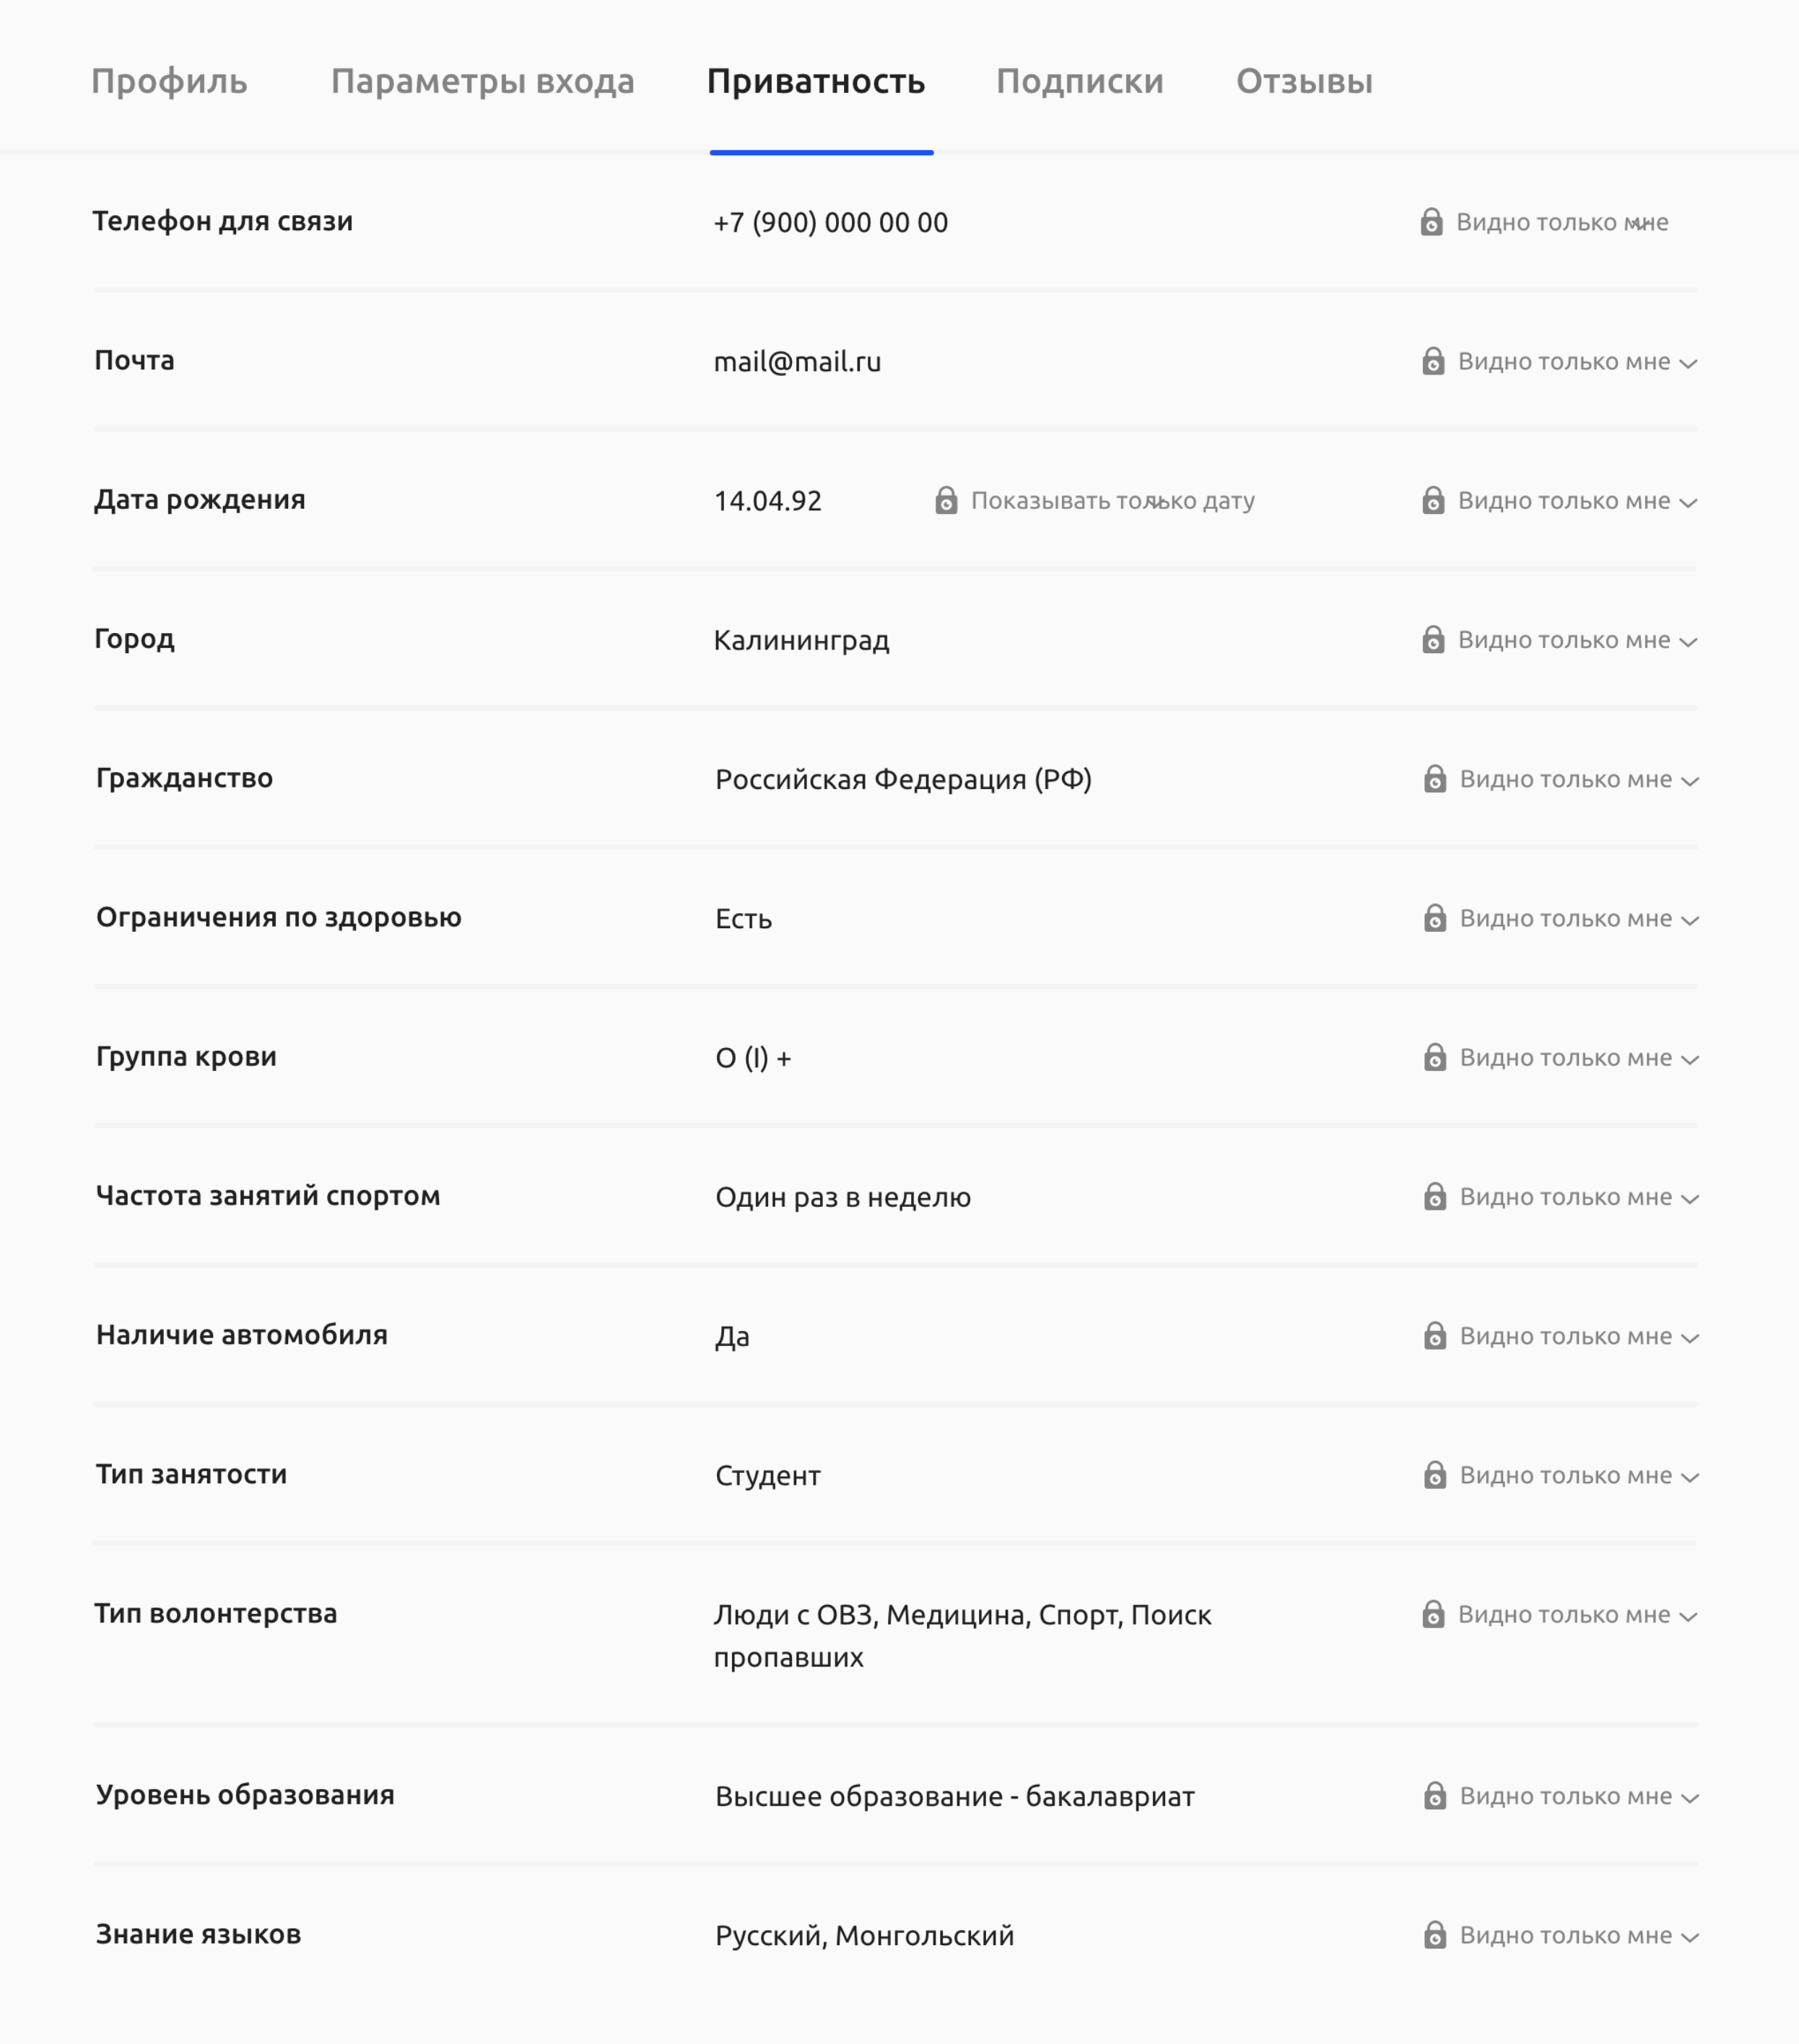 Профиль Параметры входа Приватность Подписки Отзывы
Телефон для связи +7 (900) 000 00 00 Видно только мне
Почта mail@mail.ru Видно только мне
Дата рождения 14.04.92 Показывать только дату Видно только мне
Город Калининград Видно только мне
Гражданство Российская Федерация (РФ) Видно только мне
Ограничения по здоровью Есть Видно только мне
Группа крови O (I) + Видно только мне
Частота занятий спортом Один раз в неделю Видно только мне
Наличие автомобиля Да Видно только мне
Тип занятости Студент Видно только мне
Тип волонтерства Люди с ОВЗ, Медицина, Спорт, Поиск Видно только мне
пропавших
Уровень образования Высшее образование - бакалавриат Видно только мне
Знание языков Русский, Монгольский Видно только мне